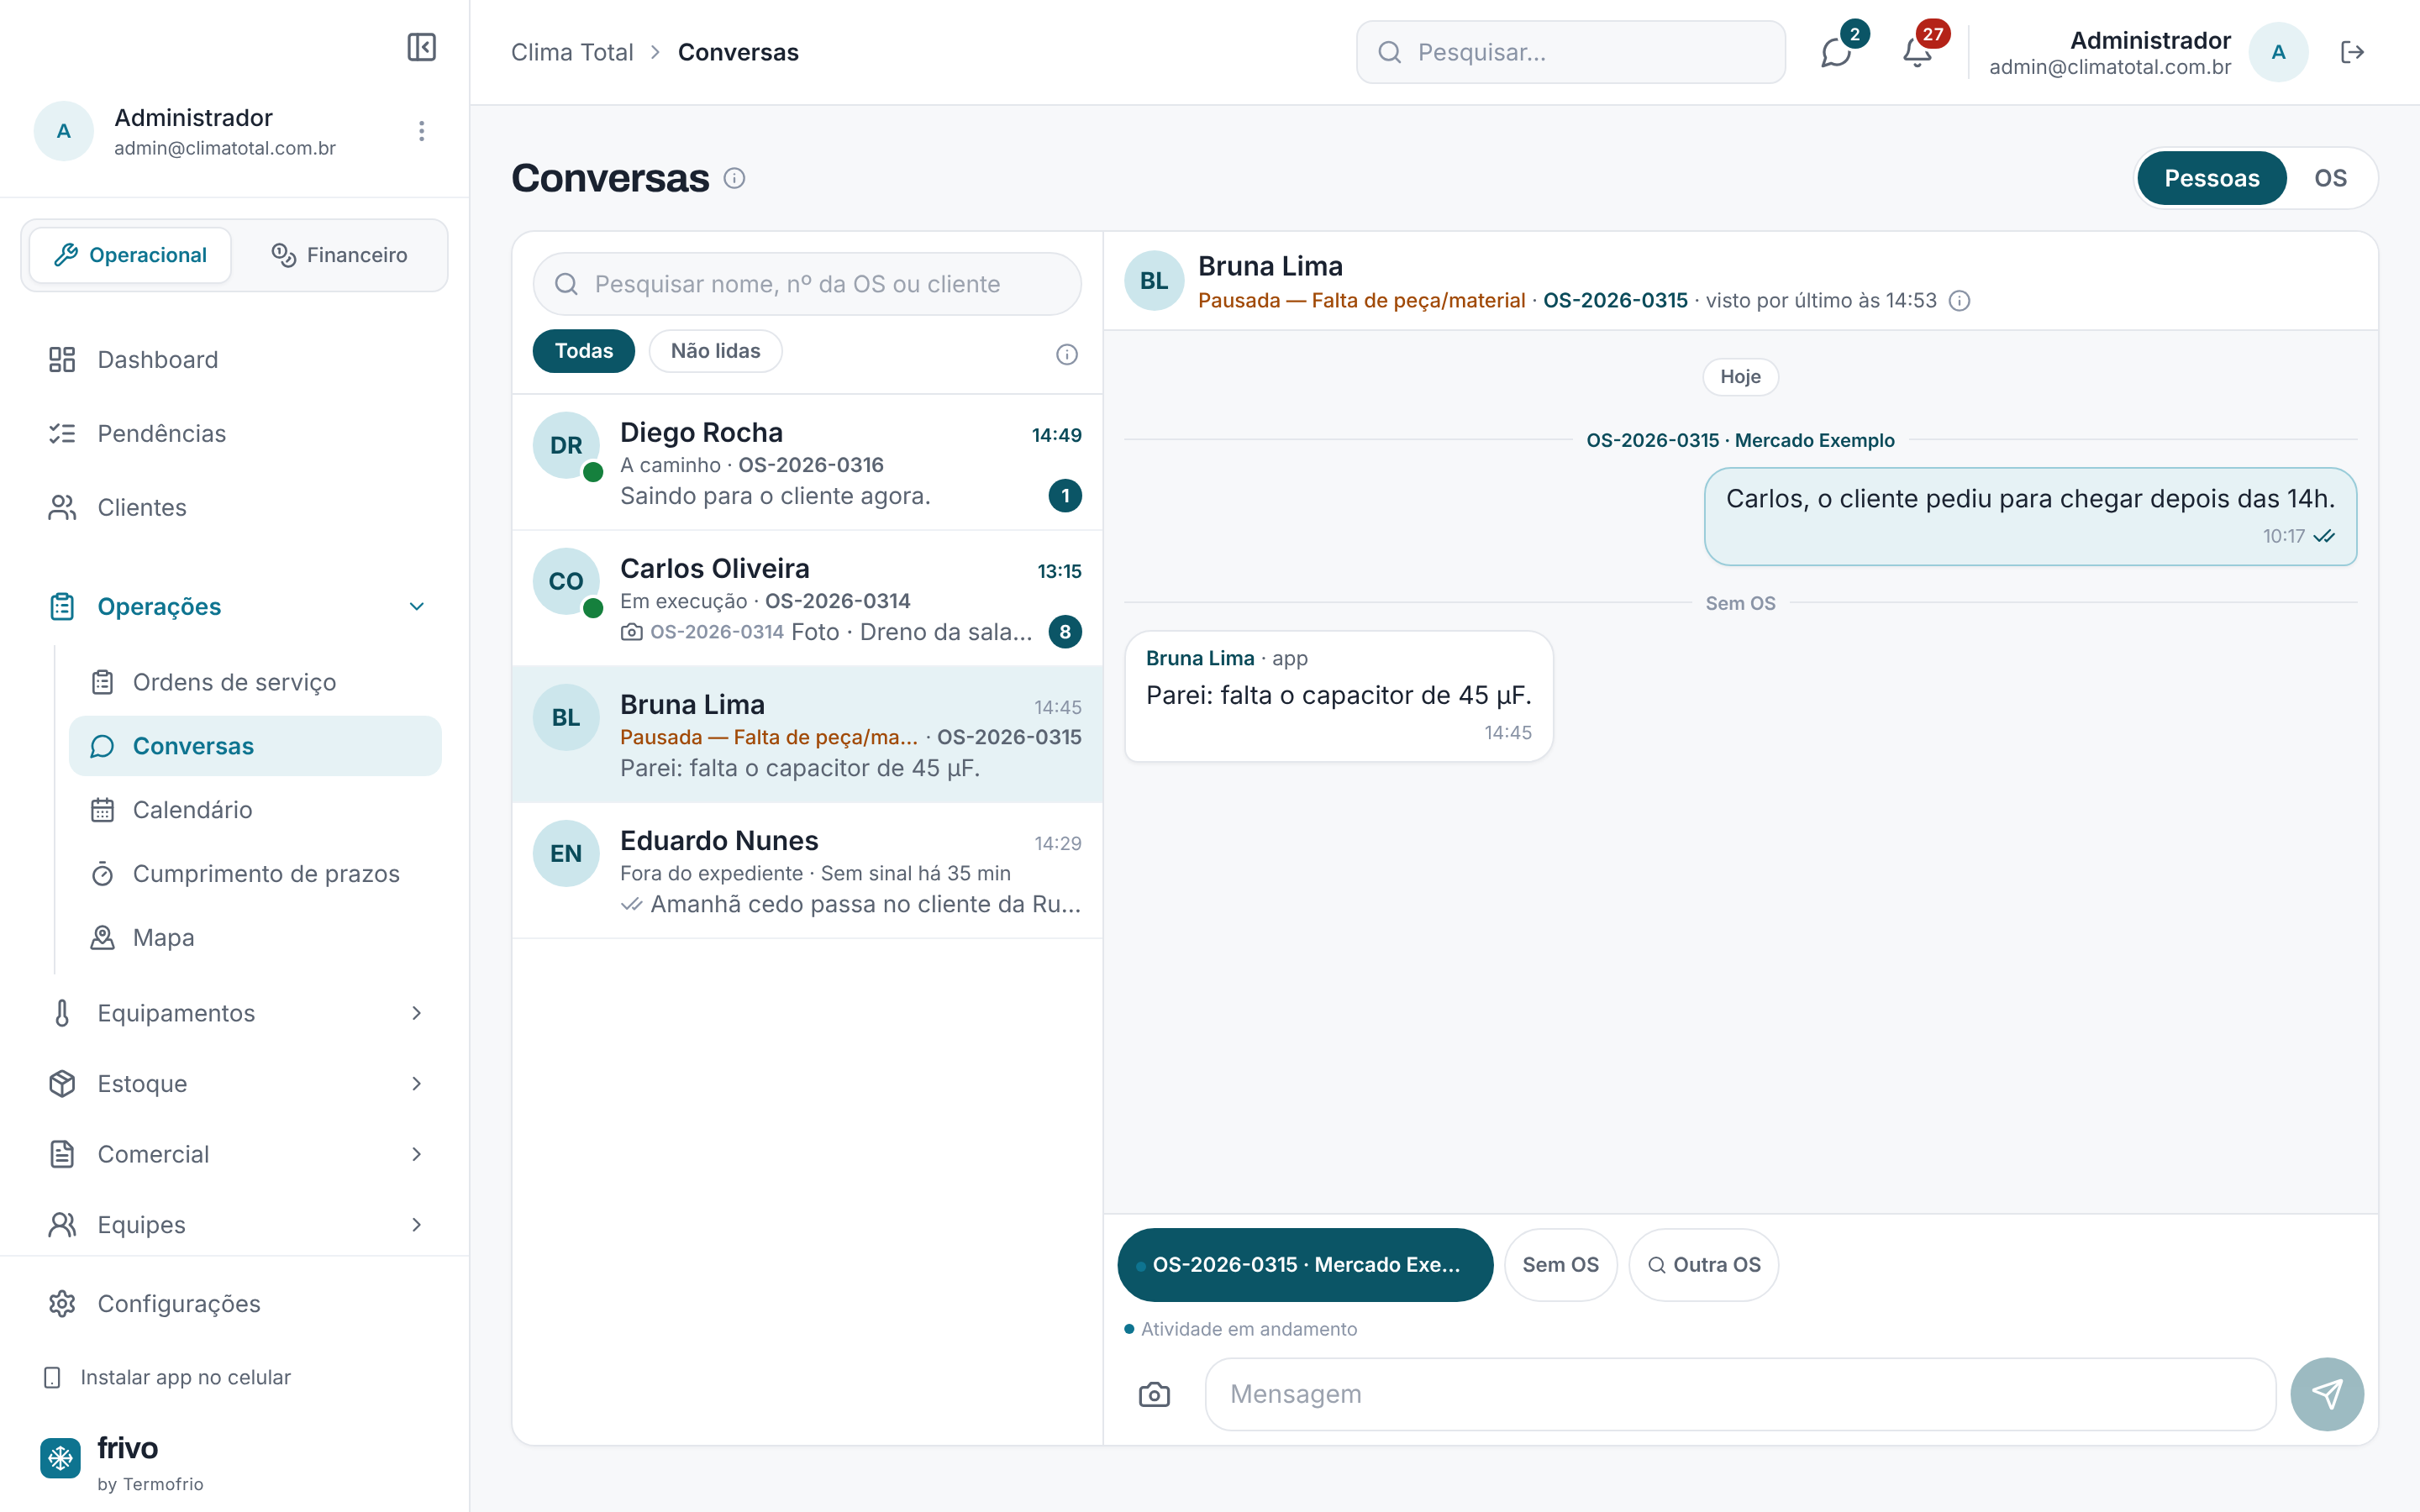 Administrador
admin@climatotal.com.br
Operacional
Financeiro
Dashboard
Pendências
Clientes
Operações
Ordens de serviço
Conversas
Calendário
Cumprimento de prazos
Mapa
Equipamentos
Estoque
Comercial
Equipes
Configurações
Instalar app no celular
frivo
by Termofrio
Clima Total > Conversas
Pesquisar...
2
27
Administrador
admin@climatotal.com.br
A
A
Conversas
Pessoas
OS
Pesquisar nome, nº da OS ou cliente
Todas
Não lidas
DR
Diego Rocha
14:49
A caminho · OS-2026-0316
Saindo para o cliente agora.
1
CO
Carlos Oliveira
13:15
Em execução · OS-2026-0314
OS-2026-0314 Foto · Dreno da sala...
8
BL
Bruna Lima
14:45
Pausada — Falta de peça/ma... · OS-2026-0315
Parei: falta o capacitor de 45 µF.
EN
Eduardo Nunes
14:29
Fora do expediente · Sem sinal há 35 min
Amanhã cedo passa no cliente da Ru...
BL
Bruna Lima
Pausada — Falta de peça/material · OS-2026-0315 · visto por último às 14:53
Hoje
OS-2026-0315 · Mercado Exemplo
Carlos, o cliente pediu para chegar depois das 14h.
10:17
Sem OS
Bruna Lima · app
Parei: falta o capacitor de 45 µF.
14:45
OS-2026-0315 · Mercado Exe...
Sem OS
Outra OS
Atividade em andamento
Mensagem